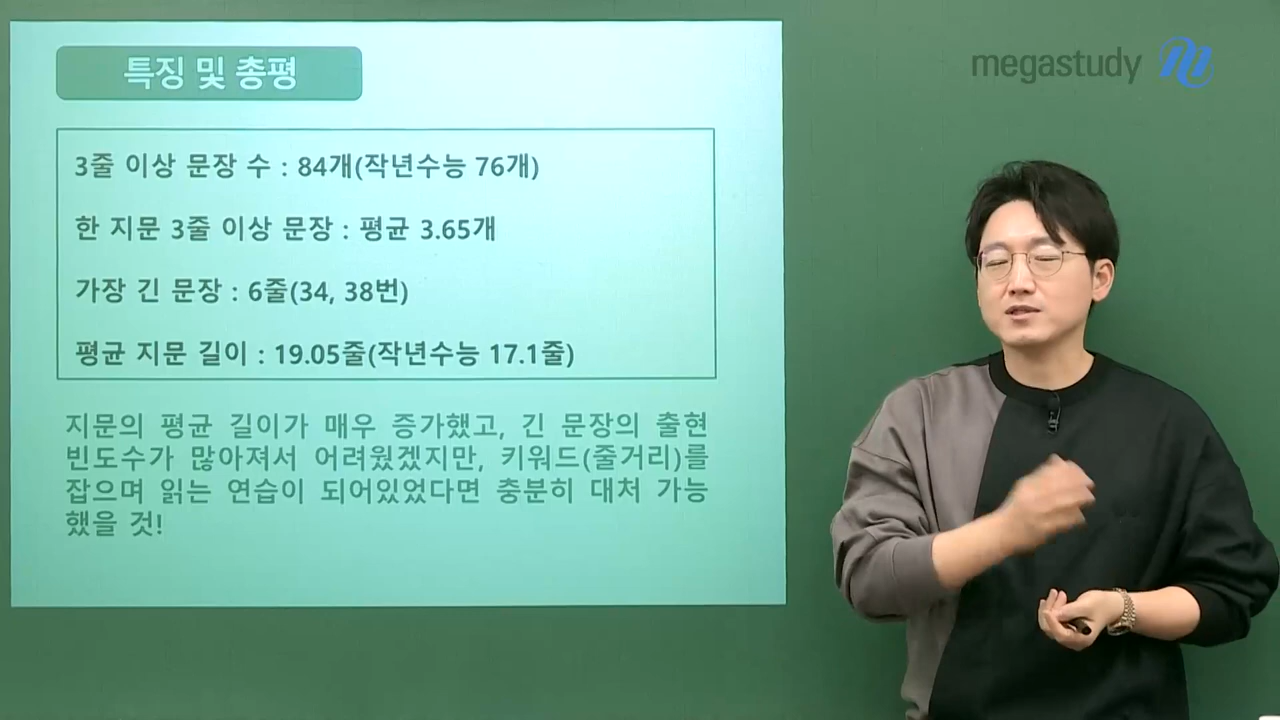 특징 및 총평
megastudy
3줄 이상 문장 수 : 84개(작년수능 76개)
한 지문 3줄 이상 문장 : 평균 3.65개
가장 긴 문장 : 6줄(34, 38번)
평균 지문 길이 : 19.05줄(작년수능 17.1줄)
지문의 평균 길이가 매우 증가했고, 긴 문장의 출현
빈도수가 많아져서 어려웠겠지만, 키워드(줄거리)를
잡으며 읽는 연습이 되어있었다면 충분히 대처 가능
했을 것!